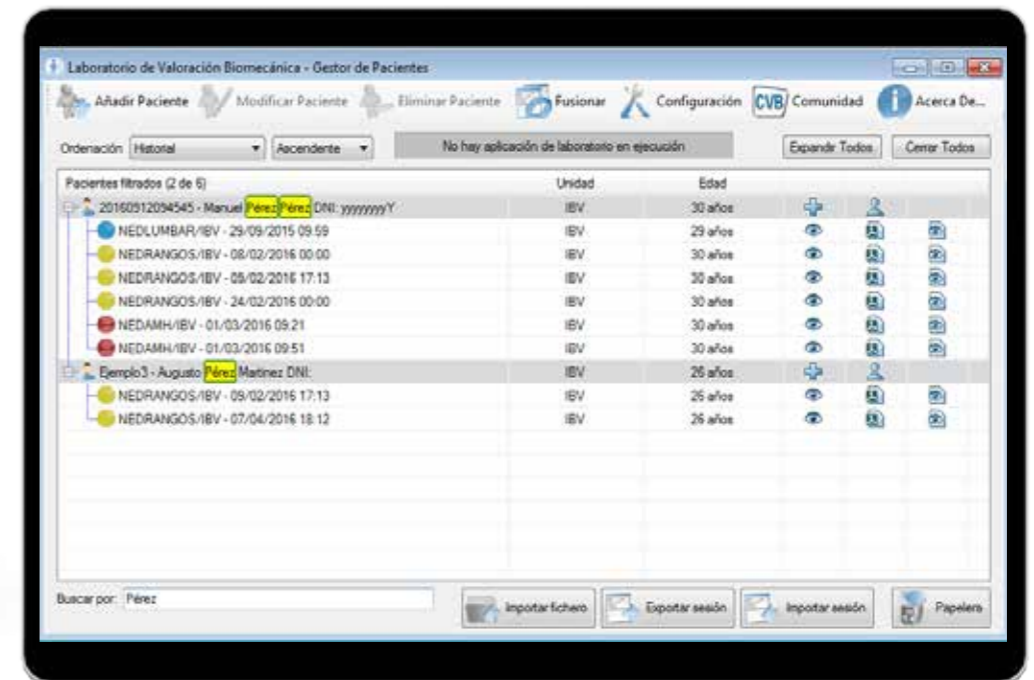 Laboratorio de Valoración Biomecánica - Gestor de Pacientes
Añadir Paciente Modificar Paciente Eliminar Paciente Fusionar Configuración CVB Comunidad Acerca De...
Ordenación Historial Ascendente No hay aplicación de laboratorio en ejecución Expandir Todos Cerrar Todos
Pacientes filtrados (2 de 6) Unidad Edad
20160912094545 - Manuel Pérez Pérez DNI: yyyyyyyY IBV 30 años
NEDLUMBAR/IBV - 29/09/2015 09:59 IBV 29 años
NEDRANGOS/IBV - 08/02/2016 00:00 IBV 30 años
NEDRANGOS/IBV - 09/02/2016 17:13 IBV 30 años
NEDRANGOS/IBV - 24/02/2016 00:00 IBV 30 años
NEDAMH/IBV - 01/03/2016 09:21 IBV 30 años
NEDAMH/IBV - 01/03/2016 09:51 IBV 30 años
Ejemplo3 - Augusto Pérez Martinez DNI: IBV 26 años
NEDRANGOS/IBV - 09/02/2016 17:13 IBV 26 años
NEDRANGOS/IBV - 07/04/2016 18:12 IBV 26 años
Buscar por: Pérez Importar fichero Exportar sesión Importar sesión Papelera